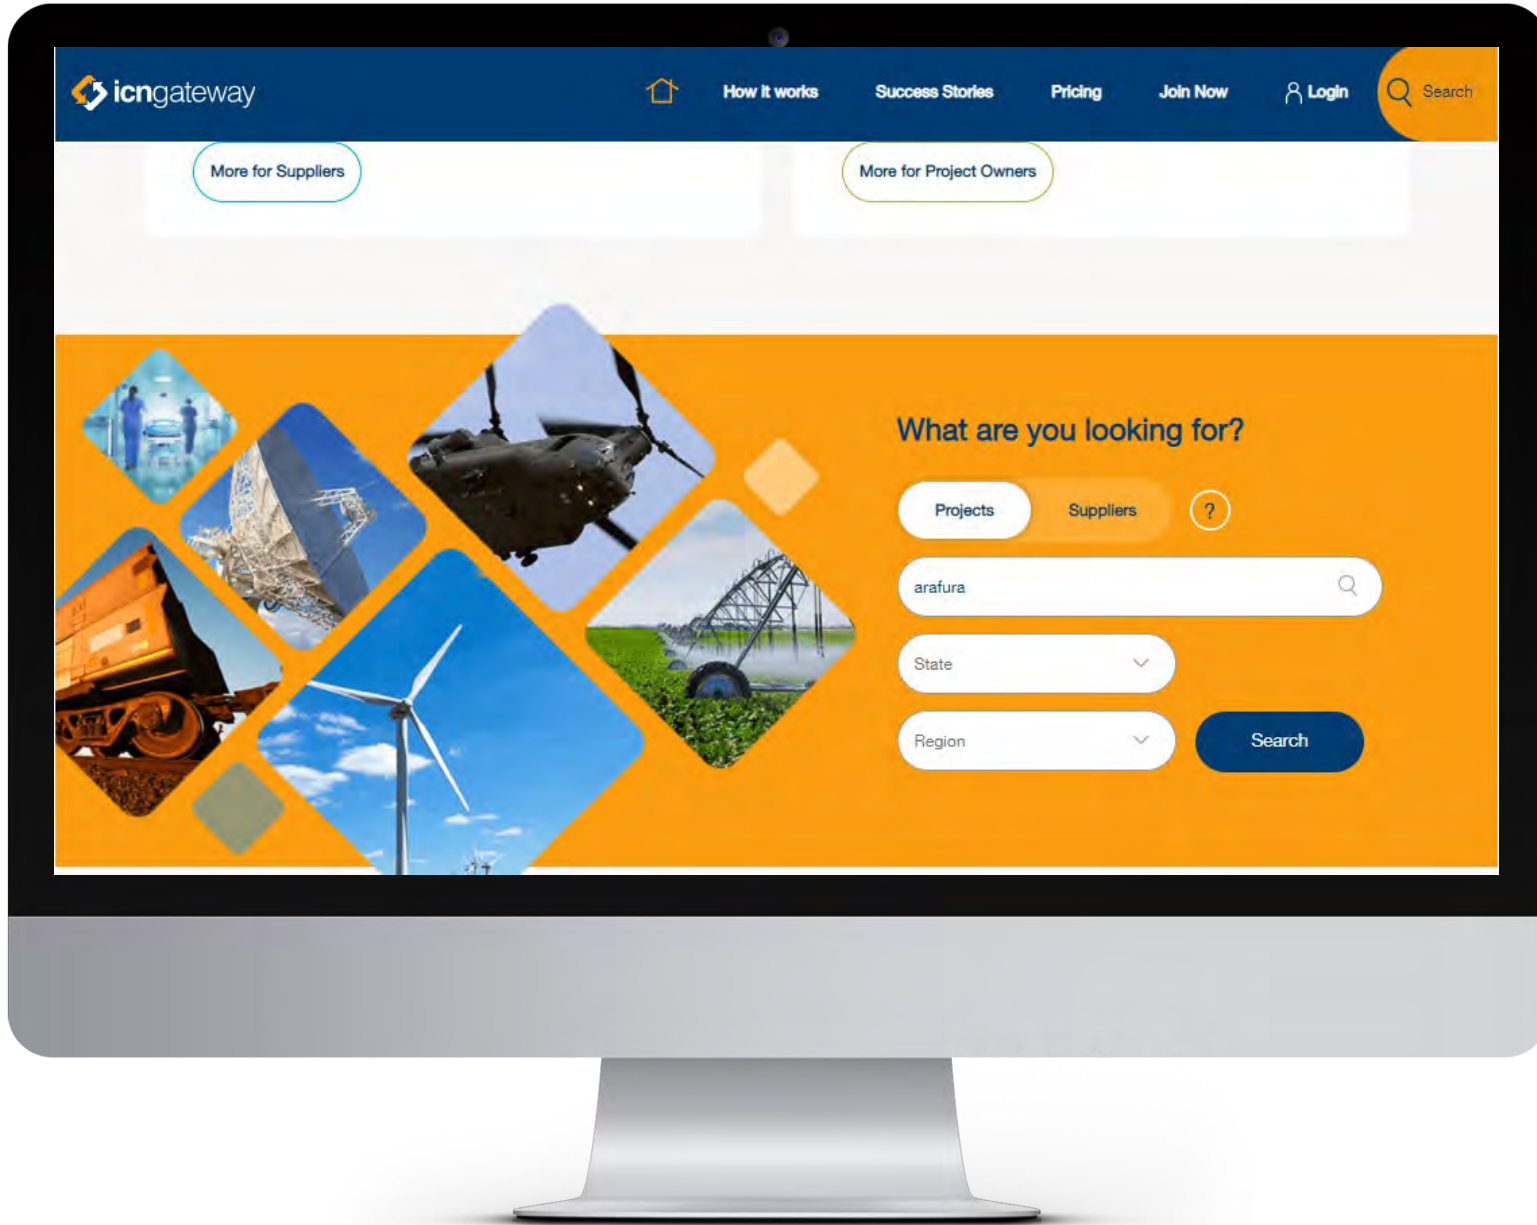 icngateway
How it works
Success Stories
Pricing
Join Now
Login
Search
More for Suppliers
More for Project Owners
What are you looking for?
Projects
Suppliers
?
arafura
State
Region
Search